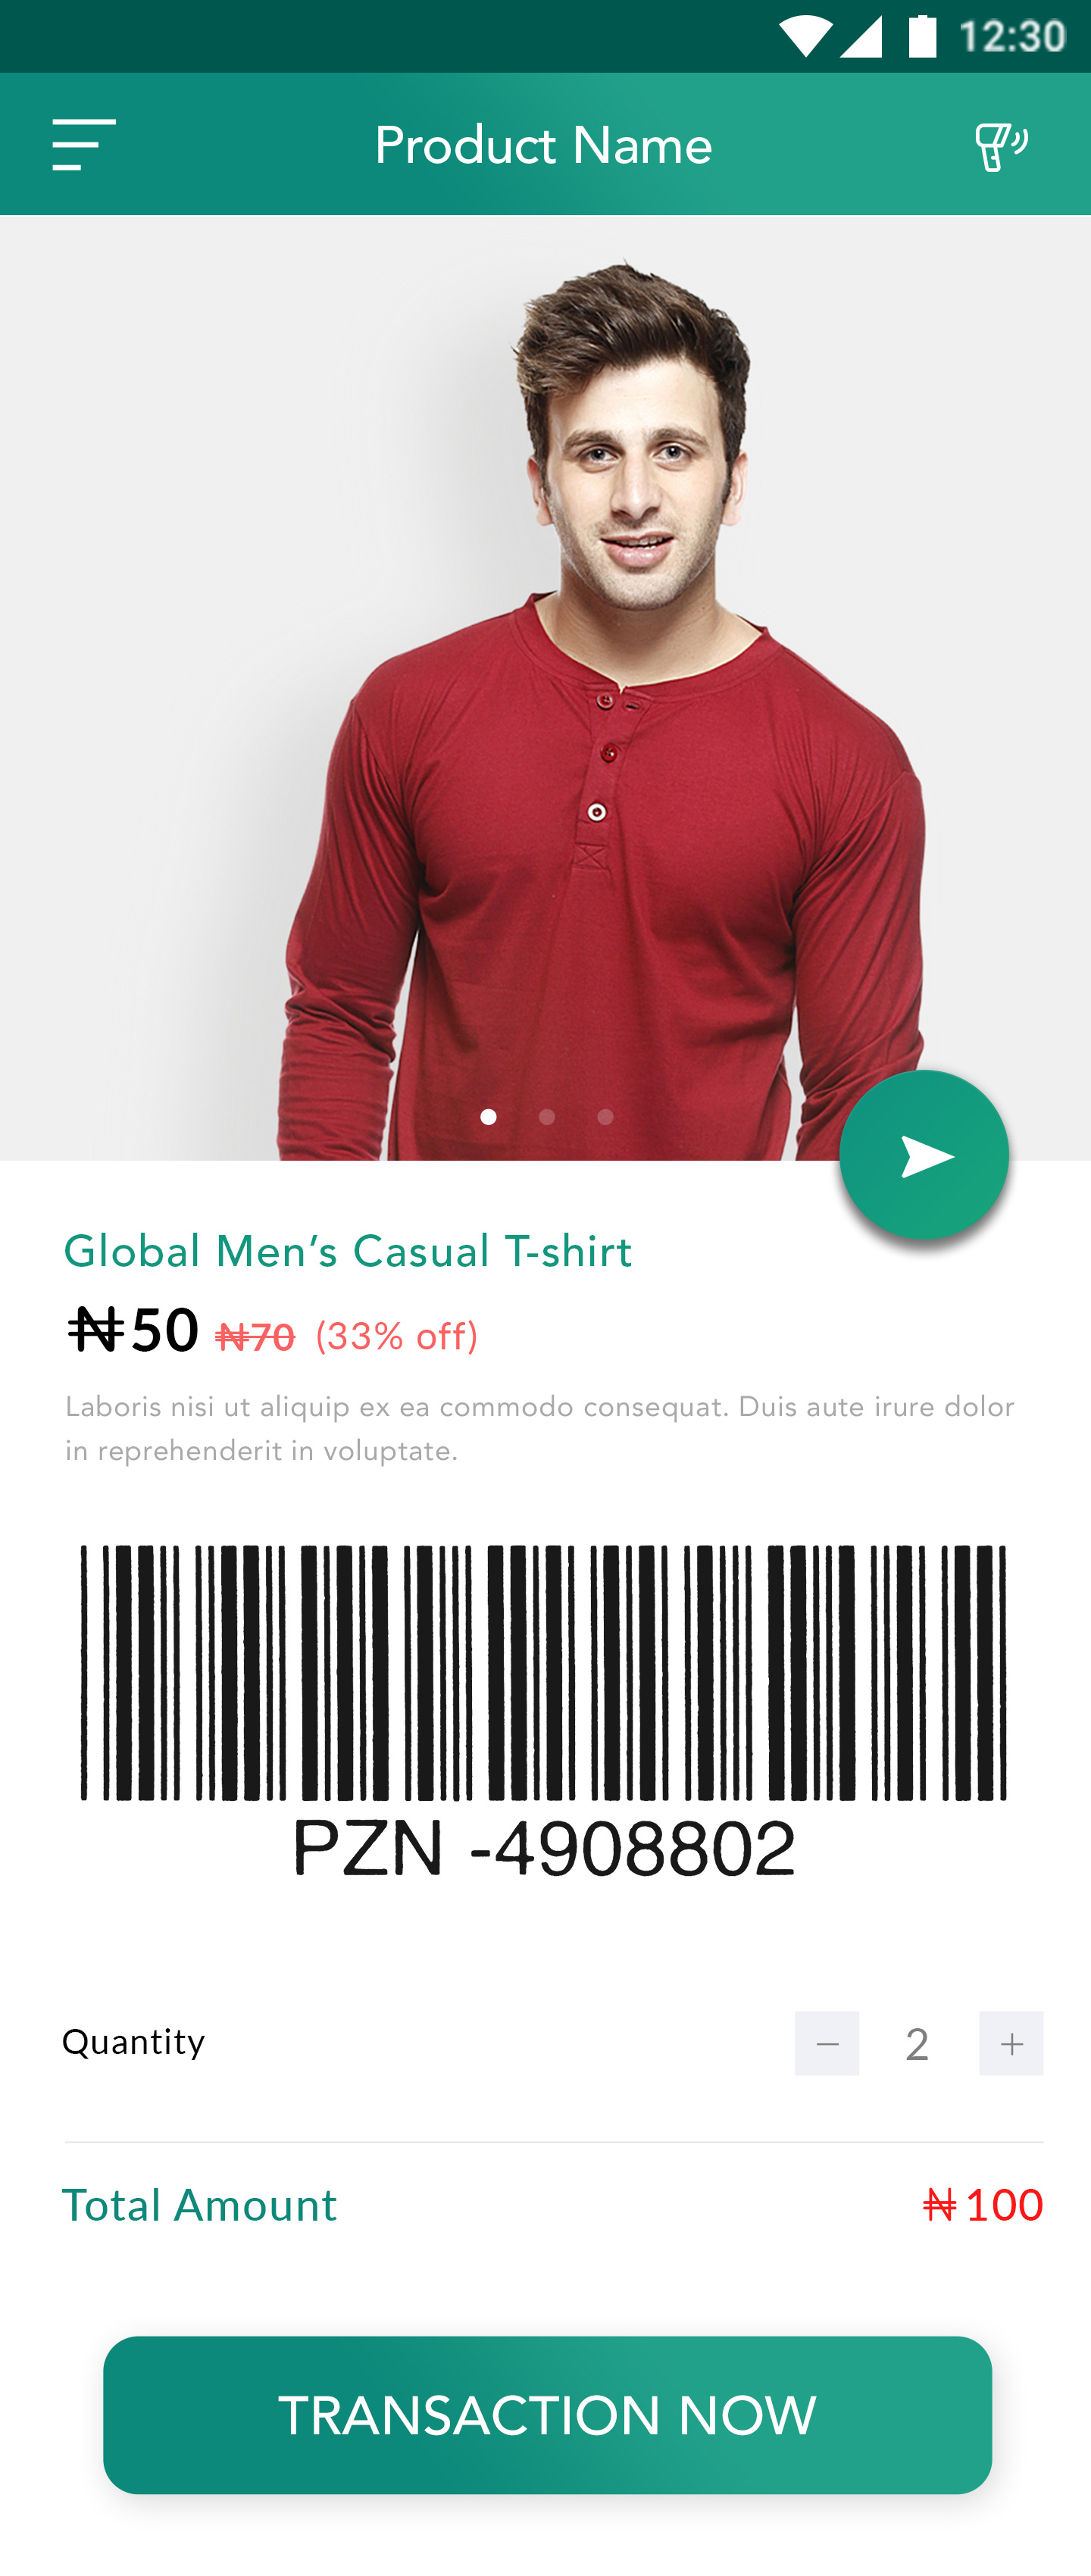 12:30
Product Name
Global Men’s Casual T-shirt
₦50 ₦70 (33% off)
Laboris nisi ut aliquip ex ea commodo consequat. Duis aute irure dolor
in reprehenderit in voluptate.
PZN -4908802
Quantity − 2 +
Total Amount ₦100
TRANSACTION NOW